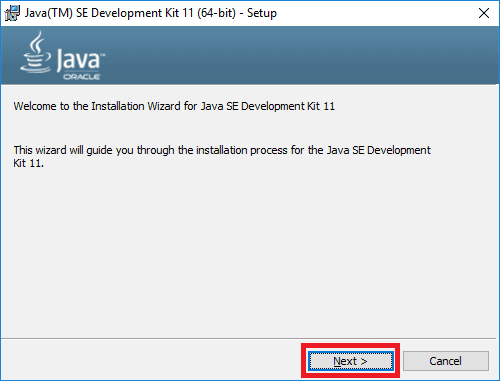 Java(TM) SE Development Kit 11 (64-bit) - Setup
Java™
ORACLE
Welcome to the Installation Wizard for Java SE Development Kit 11
This wizard will guide you through the installation process for the Java SE Development
Kit 11.
Next >
Cancel